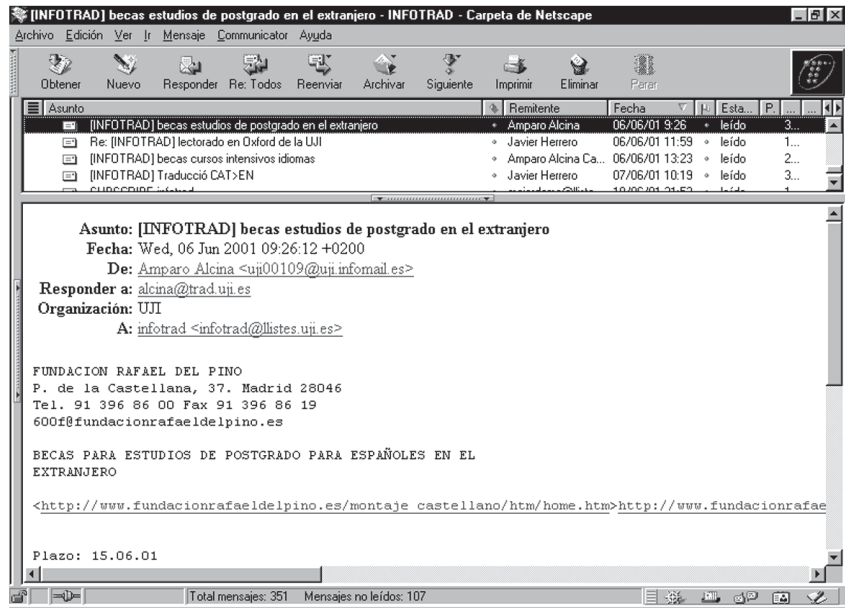 [INFOTRAD] becas estudios de postgrado en el extranjero - INFOTRAD - Carpeta de Netscape
Archivo Edición Ver Ir Mensaje Communicator Ayuda
Obtener Nuevo Responder Re: Todos Reenviar Archivar Siguiente Imprimir Eliminar Parar
Asunto Remitente Fecha Esta... P. ... ...
[INFOTRAD] becas estudios de postgrado en el extranjero Amparo Alcina 06/06/01 9:26 leído 3...
Re: [INFOTRAD] lectorado en Oxford de la UJI Javier Herrero 06/06/01 11:59 leído 1...
[INFOTRAD] becas cursos intensivos idiomas Amparo Alcina Ca... 06/06/01 13:23 leído 2...
[INFOTRAD] Traducció CAT>EN Javier Herrero 07/06/01 10:19 leído 3...
Asunto: [INFOTRAD] becas estudios de postgrado en el extranjero
Fecha: Wed, 06 Jun 2001 09:26:12 +0200
De: Amparo Alcina <uji00109@uji.infomail.es>
Responder a: alcina@trad.uji.es
Organización: UJI
A: infotrad <infotrad@llistes.uji.es>
FUNDACION RAFAEL DEL PINO
P. de la Castellana, 37. Madrid 28046
Tel. 91 396 86 00 Fax 91 396 86 19
600f@fundacionrafaeldelpino.es
BECAS PARA ESTUDIOS DE POSTGRADO PARA ESPAÑOLES EN EL
EXTRANJERO
<http://www.fundacionrafaeldelpino.es/montaje castellano/htm/home.htm>http://www.fundacionrafae
Plazo: 15.06.01
Total mensajes: 351 Mensajes no leídos: 107